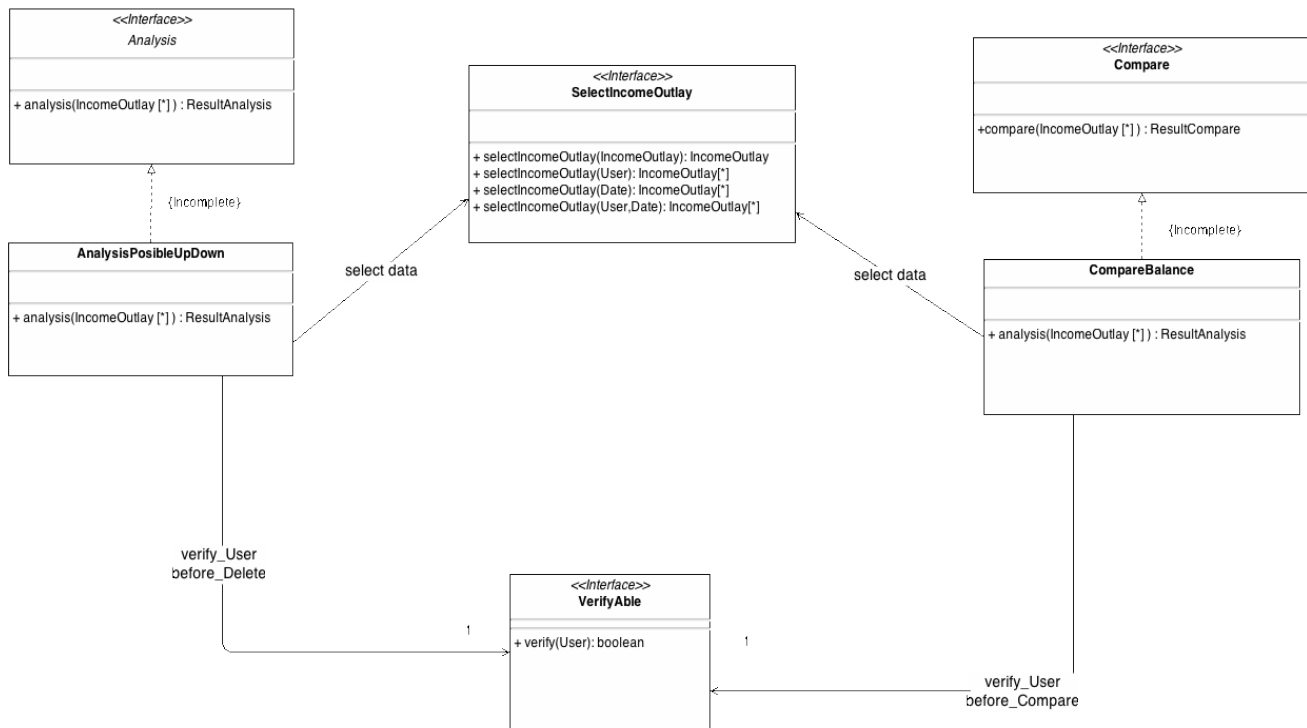 <<Interface>>
Analysis
+ analysis(IncomeOutlay [*] ) : ResultAnalysis
{Incomplete}
AnalysisPosibleUpDown
+ analysis(IncomeOutlay [*] ) : ResultAnalysis
<<Interface>>
SelectIncomeOutlay
+ selectIncomeOutlay(IncomeOutlay): IncomeOutlay
+ selectIncomeOutlay(User): IncomeOutlay[*]
+ selectIncomeOutlay(Date): IncomeOutlay[*]
+ selectIncomeOutlay(User,Date): IncomeOutlay[*]
<<Interface>>
Compare
+compare(IncomeOutlay [*] ) : ResultCompare
{Incomplete}
CompareBalance
+ analysis(IncomeOutlay [*] ) : ResultAnalysis
select data
select data
verify_User
before_Delete
1
<<Interface>>
VerifyAble
+ verify(User): boolean
1
verify_User
before_Compare